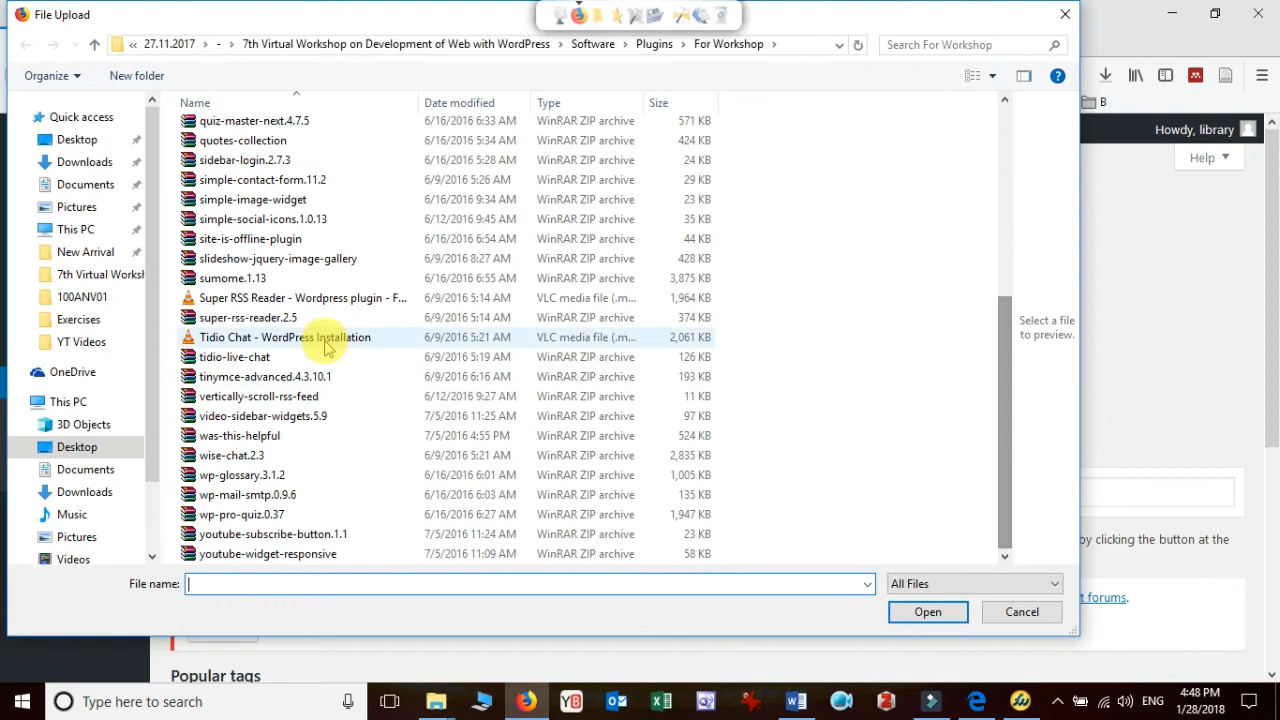 File Upload
« 27.11.2017 › - › 7th Virtual Workshop on Development of Web with WordPress › Software › Plugins › For Workshop ›
Search For Workshop
Organize
New folder
Name Date modified Type Size
quiz-master-next.4.7.5 6/16/2016 6:33 AM WinRAR ZIP archive 571 KB
quotes-collection 6/16/2016 5:34 AM WinRAR ZIP archive 424 KB
sidebar-login.2.7.3 6/16/2016 5:28 AM WinRAR ZIP archive 24 KB
simple-contact-form.11.2 6/9/2016 5:26 AM WinRAR ZIP archive 29 KB
simple-image-widget 6/16/2016 9:34 AM WinRAR ZIP archive 23 KB
simple-social-icons.1.0.13 6/12/2016 9:45 AM WinRAR ZIP archive 35 KB
site-is-offline-plugin 6/16/2016 6:54 AM WinRAR ZIP archive 44 KB
slideshow-jquery-image-gallery 6/9/2016 8:27 AM WinRAR ZIP archive 428 KB
sumome.1.13 6/16/2016 6:55 AM WinRAR ZIP archive 3,875 KB
Super RSS Reader - Wordpress plugin - F... 6/9/2016 5:14 AM VLC media file (.m... 1,964 KB
super-rss-reader.2.5 6/9/2016 5:14 AM WinRAR ZIP archive 374 KB
Tidio Chat - WordPress Installation 6/9/2016 5:21 AM VLC media file (.m... 2,061 KB
tidio-live-chat 6/9/2016 5:19 AM WinRAR ZIP archive 126 KB
tinymce-advanced.4.3.10.1 6/9/2016 6:16 AM WinRAR ZIP archive 193 KB
vertically-scroll-rss-feed 6/12/2016 9:27 AM WinRAR ZIP archive 11 KB
video-sidebar-widgets.5.9 7/5/2016 11:25 AM WinRAR ZIP archive 97 KB
was-this-helpful 7/5/2016 4:55 PM WinRAR ZIP archive 524 KB
wise-chat.2.3 6/9/2016 5:21 AM WinRAR ZIP archive 2,835 KB
wp-glossary.3.1.2 6/16/2016 6:01 AM WinRAR ZIP archive 1,005 KB
wp-mail-smtp.0.9.6 6/16/2016 6:03 AM WinRAR ZIP archive 135 KB
wp-pro-quiz.0.37 6/16/2016 6:27 AM WinRAR ZIP archive 1,947 KB
youtube-subscribe-button.1.1 7/5/2016 11:24 AM WinRAR ZIP archive 23 KB
youtube-widget-responsive 7/5/2016 11:09 AM WinRAR ZIP archive 58 KB
Quick access
Desktop
Downloads
Documents
Pictures
This PC
New Arrival
7th Virtual Worksh
100ANV01
Exercises
YT Videos
OneDrive
This PC
3D Objects
Desktop
Documents
Downloads
Music
Pictures
Videos
Select a file
to preview.
File name:
All Files
Open
Cancel
B
Howdy, library
Help
by clicking the button at the
t forums.
Popular tags
Type here to search
ENG
4:48 PM
1/28/2018